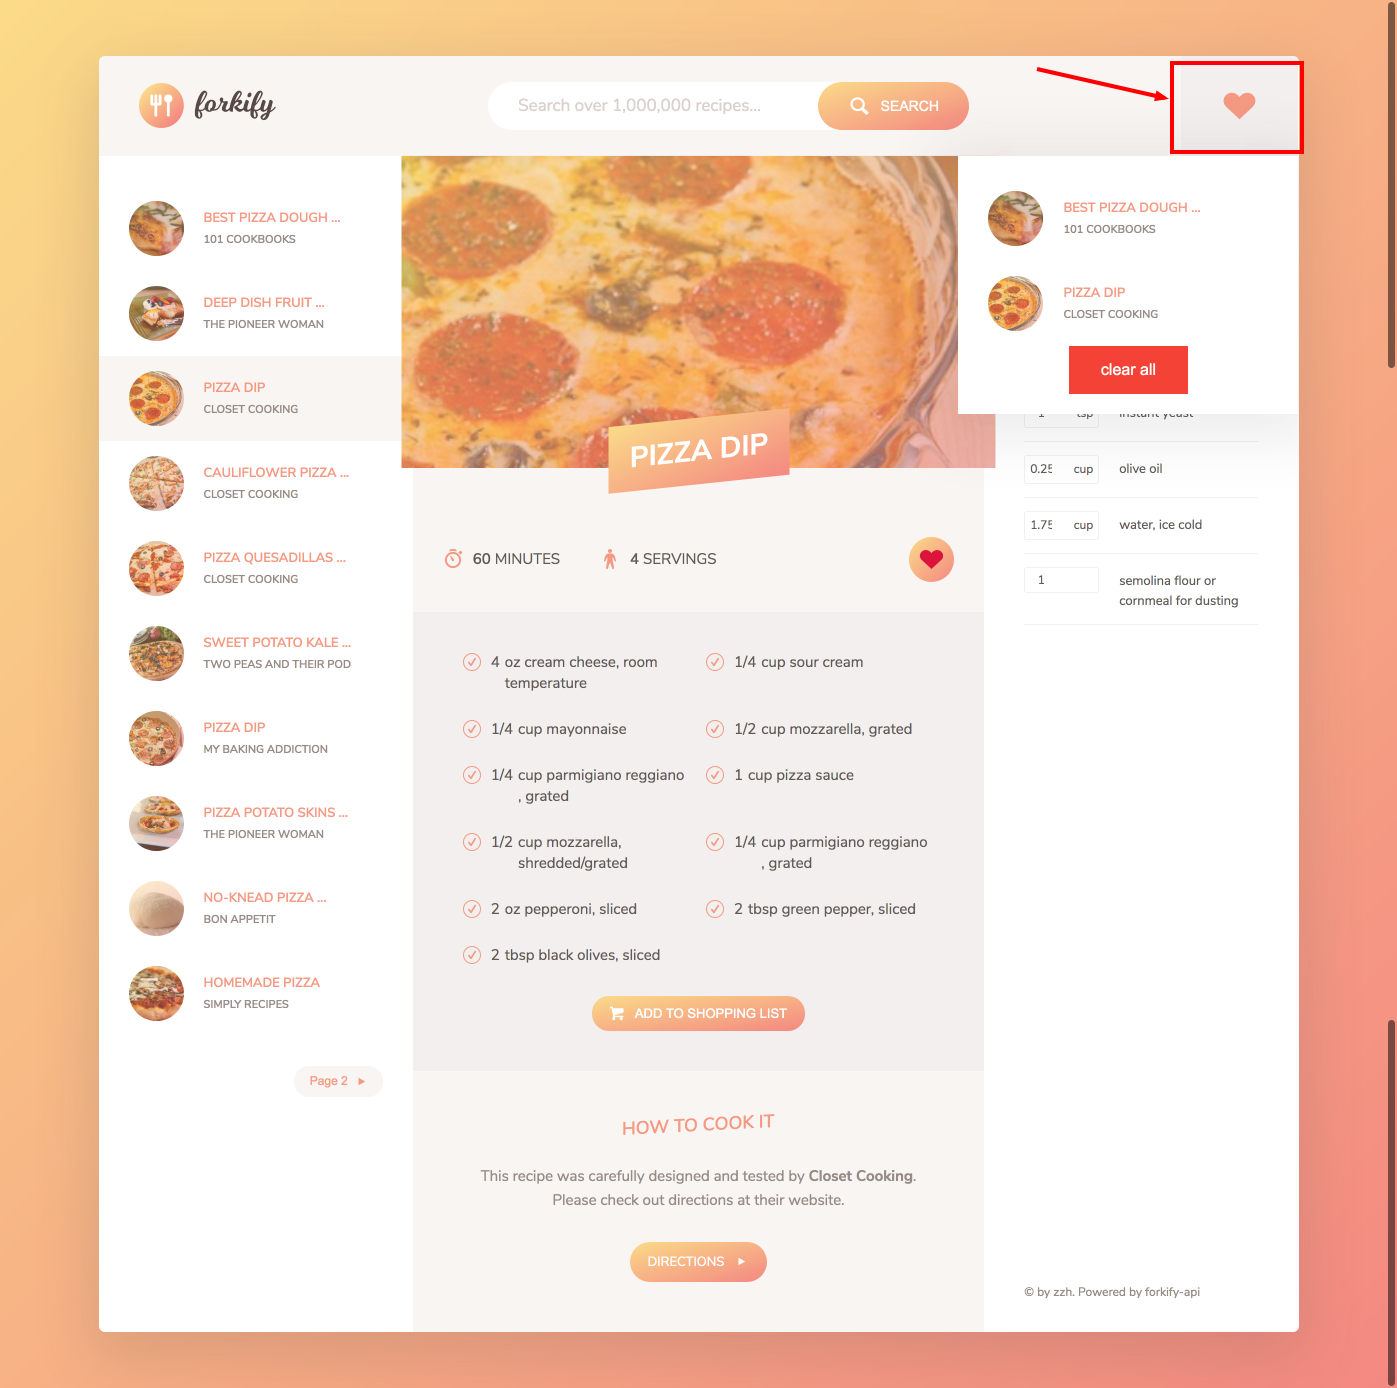 forkify
Search over 1,000,000 recipes...
SEARCH
BEST PIZZA DOUGH ...
101 COOKBOOKS
DEEP DISH FRUIT ...
THE PIONEER WOMAN
PIZZA DIP
CLOSET COOKING
CAULIFLOWER PIZZA ...
CLOSET COOKING
PIZZA QUESADILLAS ...
CLOSET COOKING
SWEET POTATO KALE ...
TWO PEAS AND THEIR POD
PIZZA DIP
MY BAKING ADDICTION
PIZZA POTATO SKINS ...
THE PIONEER WOMAN
NO-KNEAD PIZZA ...
BON APPETIT
HOMEMADE PIZZA
SIMPLY RECIPES
Page 2
PIZZA DIP
60 MINUTES
4 SERVINGS
4 oz cream cheese, room
temperature
1/4 cup sour cream
1/4 cup mayonnaise
1/2 cup mozzarella, grated
1/4 cup parmigiano reggiano
, grated
1 cup pizza sauce
1/2 cup mozzarella,
shredded/grated
1/4 cup parmigiano reggiano
, grated
2 oz pepperoni, sliced
2 tbsp green pepper, sliced
2 tbsp black olives, sliced
ADD TO SHOPPING LIST
HOW TO COOK IT
This recipe was carefully designed and tested by Closet Cooking.
Please check out directions at their website.
DIRECTIONS
BEST PIZZA DOUGH ...
101 COOKBOOKS
PIZZA DIP
CLOSET COOKING
clear all
1 tsp instant yeast
0.25 cup olive oil
1.75 cup water, ice cold
1 semolina flour or
cornmeal for dusting
© by zzh. Powered by forkify-api